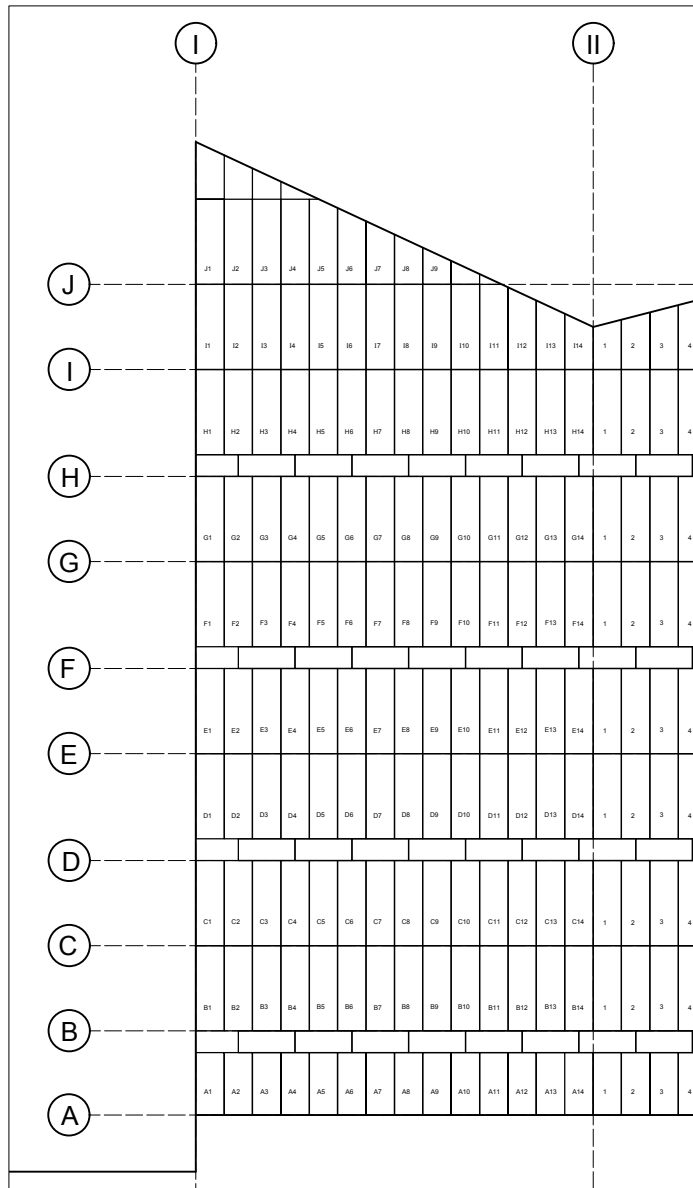 I II
J1 J2 J3 J4 J5 J6 J7 J8 J9
J
I1 I2 I3 I4 I5 I6 I7 I8 I9 I10 I11 I12 I13 I14 1 2 3 4
I
H1 H2 H3 H4 H5 H6 H7 H8 H9 H10 H11 H12 H13 H14 1 2 3 4
H
G1 G2 G3 G4 G5 G6 G7 G8 G9 G10 G11 G12 G13 G14 1 2 3 4
G
F1 F2 F3 F4 F5 F6 F7 F8 F9 F10 F11 F12 F13 F14 1 2 3 4
F
E1 E2 E3 E4 E5 E6 E7 E8 E9 E10 E11 E12 E13 E14 1 2 3 4
E
D1 D2 D3 D4 D5 D6 D7 D8 D9 D10 D11 D12 D13 D14 1 2 3 4
D
C1 C2 C3 C4 C5 C6 C7 C8 C9 C10 C11 C12 C13 C14 1 2 3 4
C
B1 B2 B3 B4 B5 B6 B7 B8 B9 B10 B11 B12 B13 B14 1 2 3 4
B
A1 A2 A3 A4 A5 A6 A7 A8 A9 A10 A11 A12 A13 A14 1 2 3 4
A